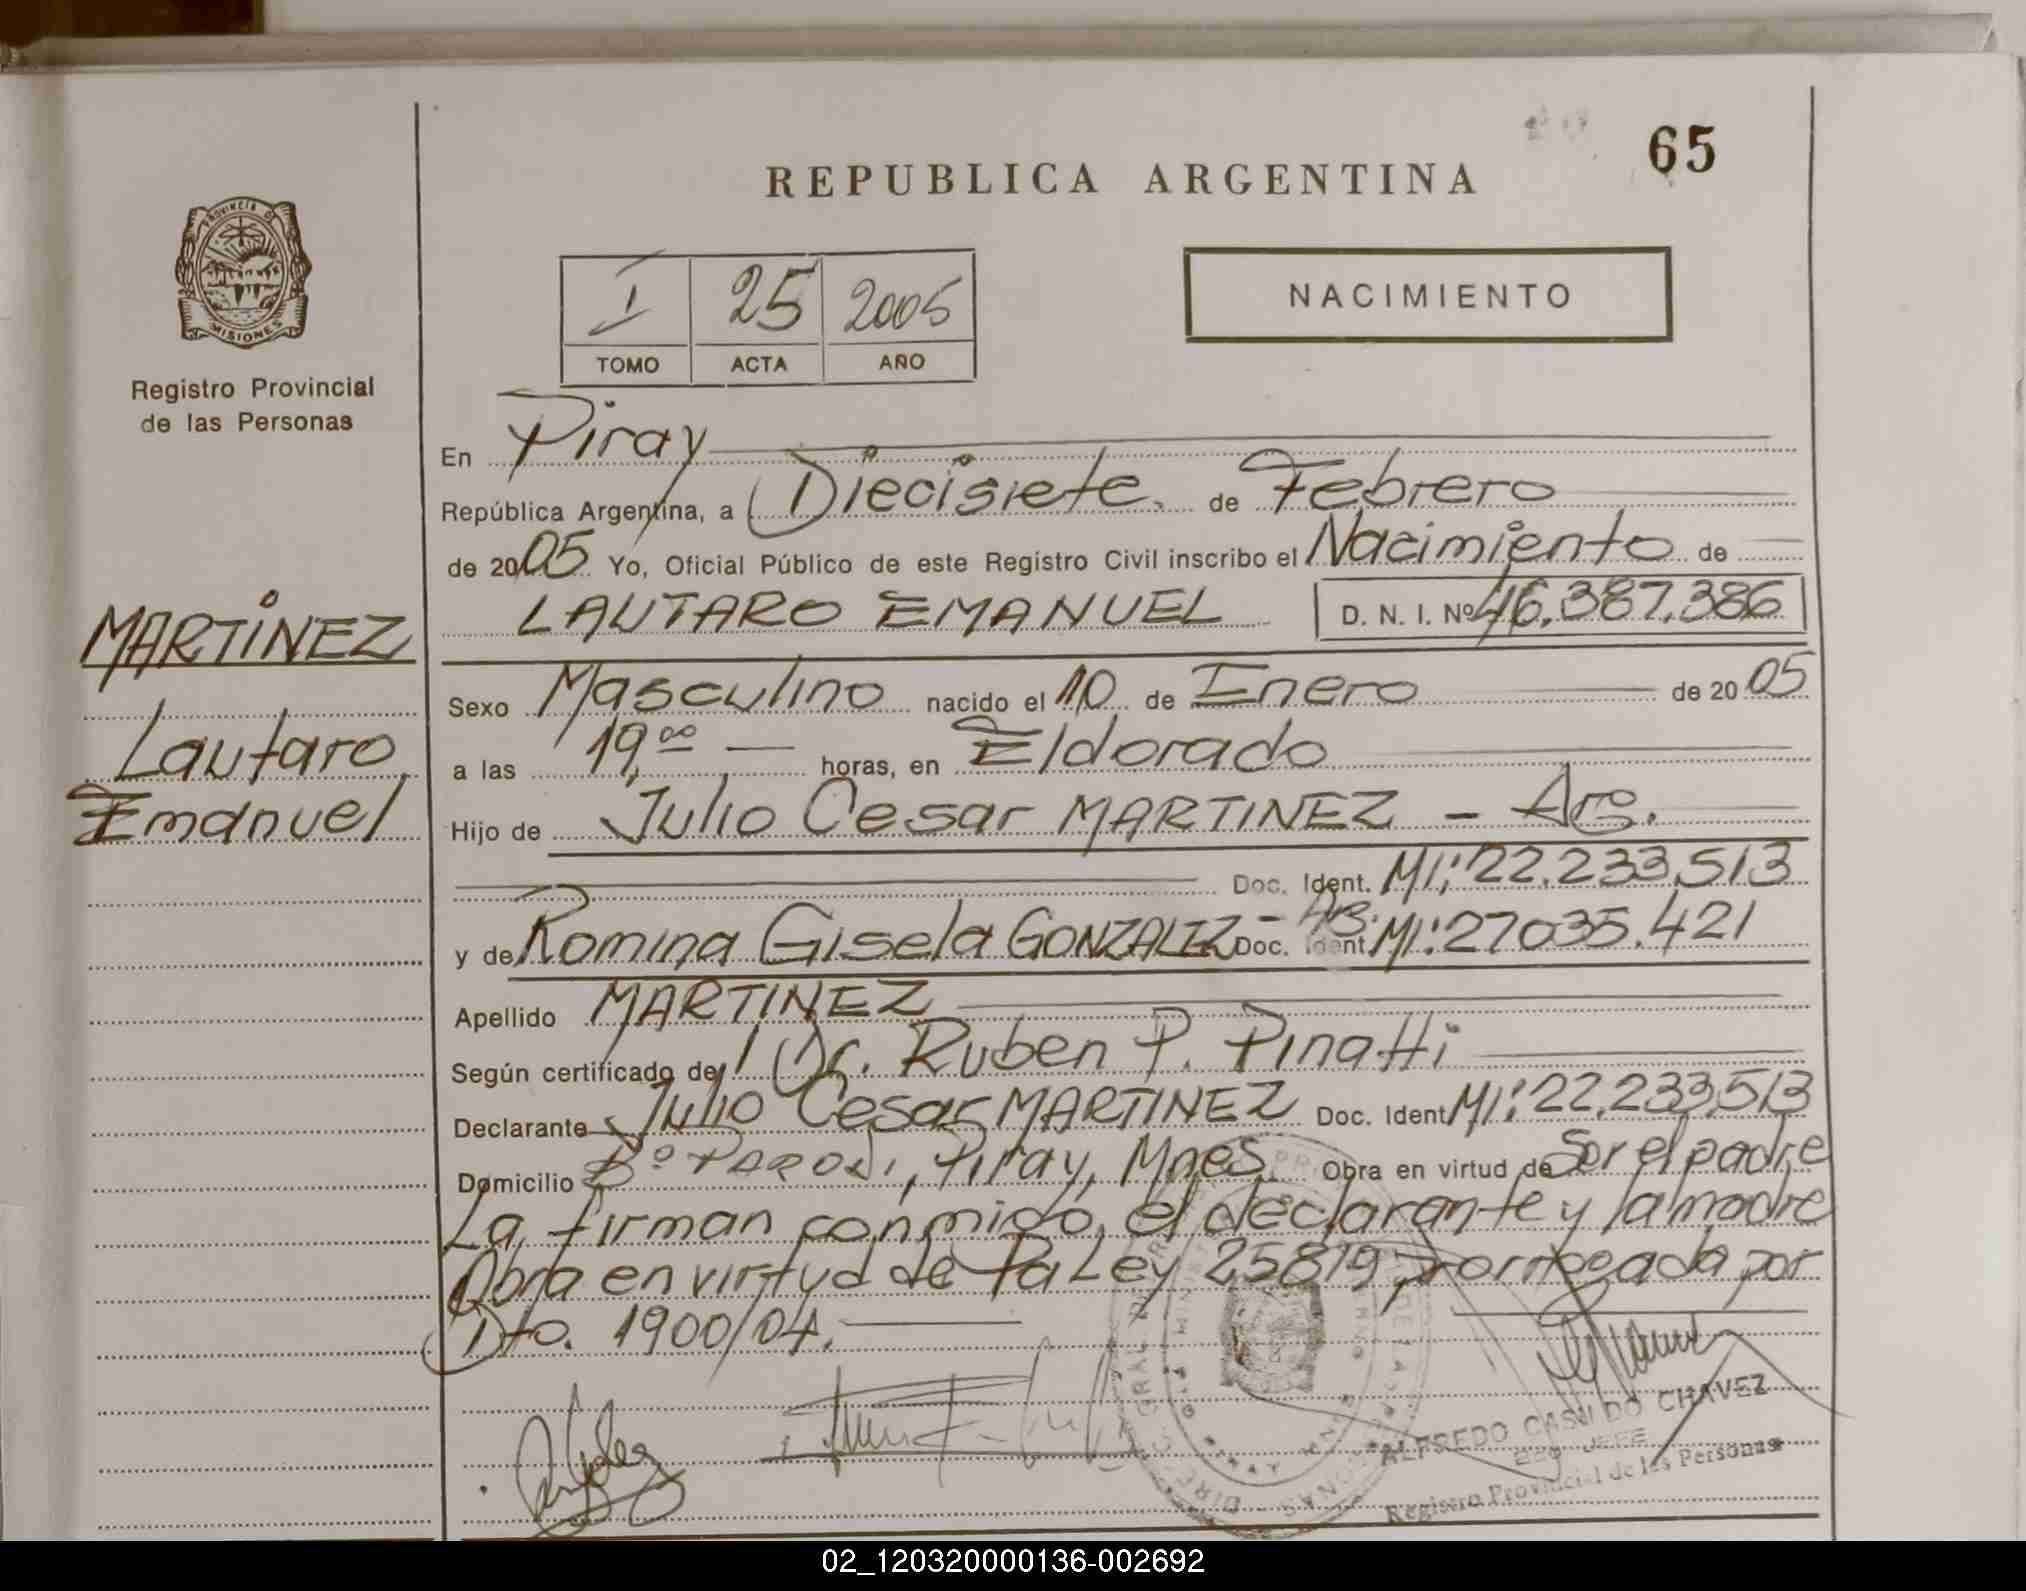 65
REPUBLICA ARGENTINA
PROVINCIA DE
MISIONES
Registro Provincial
de las Personas
I 25 2005
TOMO ACTA AÑO
NACIMIENTO
En Piray
República Argentina, a Diecisiete de Febrero
de 2005 Yo, Oficial Público de este Registro Civil inscribo el Nacimiento de
LAUTARO EMANUEL D. N. I. Nº 46.387.386
MARTINEZ
Lautaro
Emanuel
Sexo Masculino nacido el 10 de Enero de 2005
a las 19,00 horas, en Eldorado
Hijo de Julio Cesar MARTINEZ - Arg.
Doc. Ident. MI: 22.233.513
y de Romina Gisela GONZALEZ - Arg. Doc. Ident MI: 27035.421
Apellido MARTINEZ
Según certificado del Dr. Ruben P. Pinatti
Declarante Julio Cesar MARTINEZ Doc. Ident MI: 22.233.513
Domicilio Bº PARODI, Piray, Mnes. Obra en virtud de Ser el padre
La firman conmigo, el declarante y la madre
Obra en virtud de la Ley 25819 prorrogada por
Dto. 1900/04.
ALFREDO CASILDO CHAVEZ
JEFE
Registro Provincial de las Personas
02_120320000136-002692